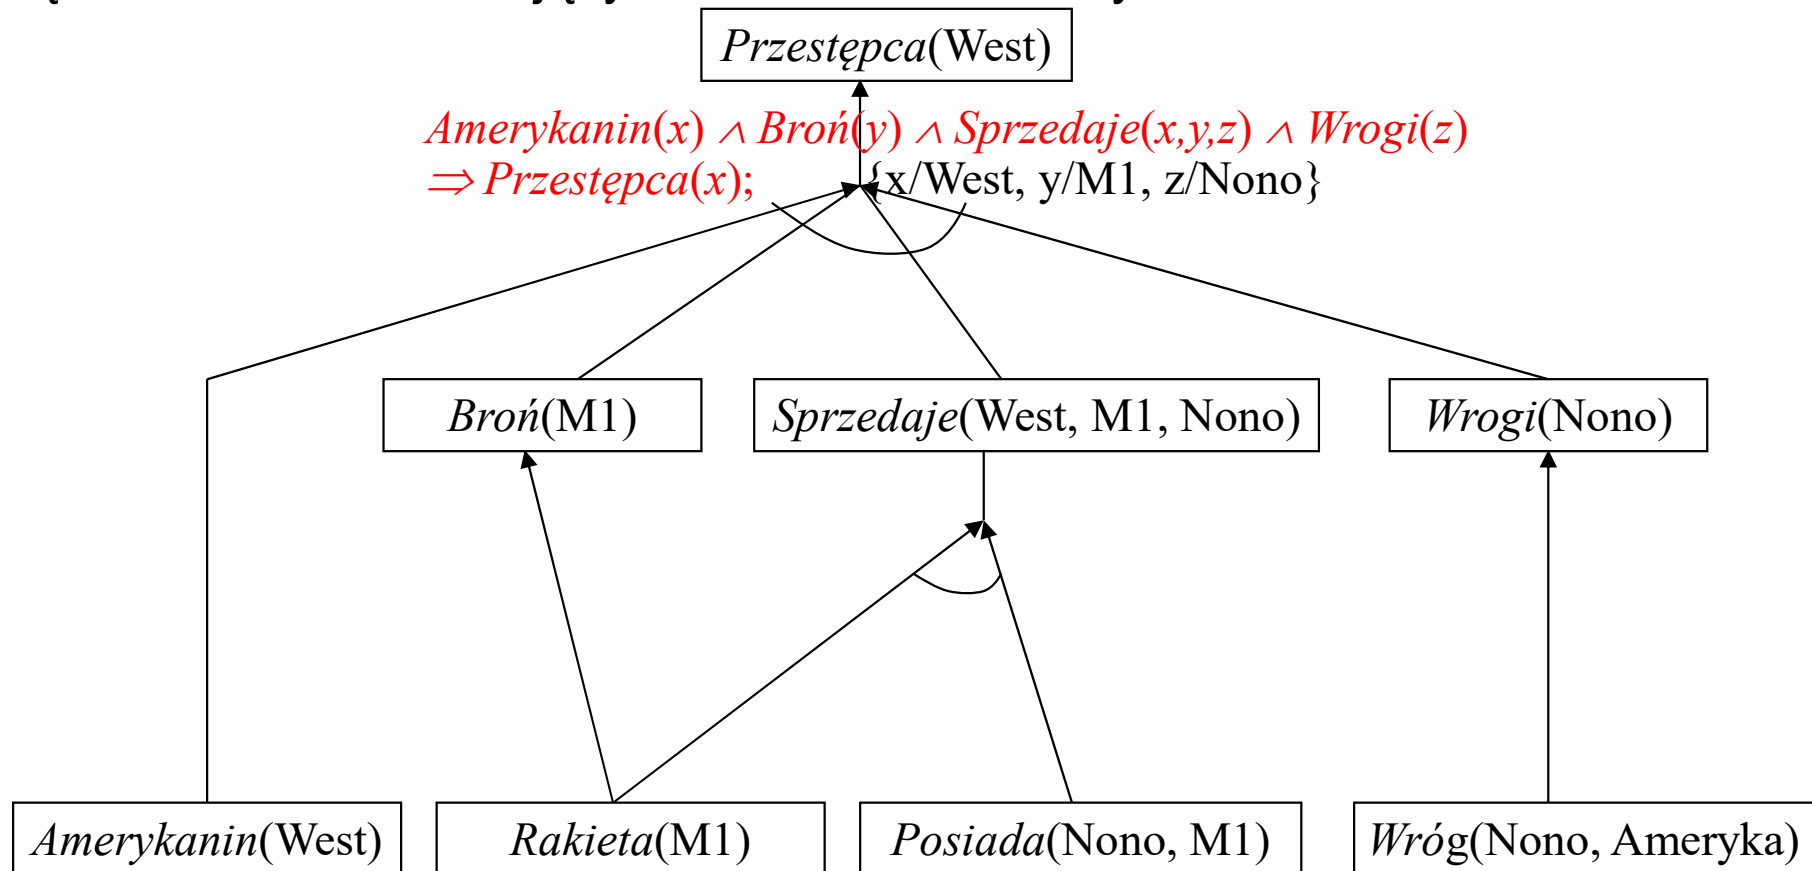 Przestępca(West)
Amerykanin(x) ∧ Broń(y) ∧ Sprzedaje(x,y,z) ∧ Wrogi(z)
⇒ Przestępca(x); {x/West, y/M1, z/Nono}
Broń(M1)
Sprzedaje(West, M1, Nono)
Wrogi(Nono)
Amerykanin(West)
Rakieta(M1)
Posiada(Nono, M1)
Wróg(Nono, Ameryka)